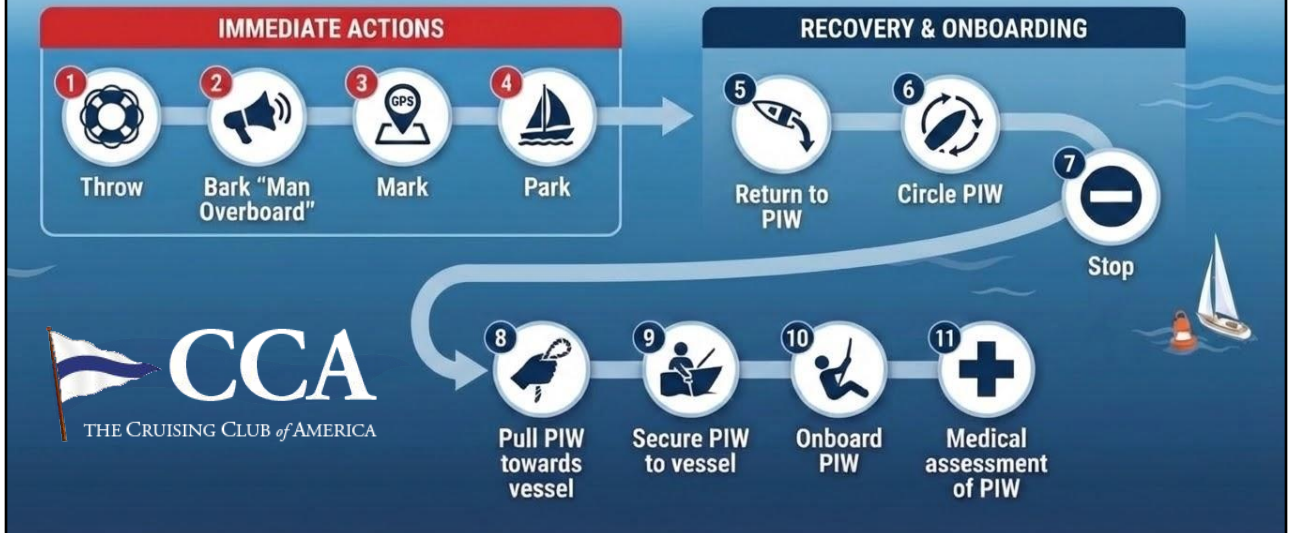 IMMEDIATE ACTIONS
1
Throw
2
Bark "Man
Overboard"
3
GPS
Mark
4
Park
RECOVERY & ONBOARDING
5
Return to
PIW
6
Circle PIW
7
Stop
8
Pull PIW
towards
vessel
9
Secure PIW
to vessel
10
Onboard
PIW
11
Medical
assessment
of PIW
CCA
THE CRUISING CLUB of AMERICA